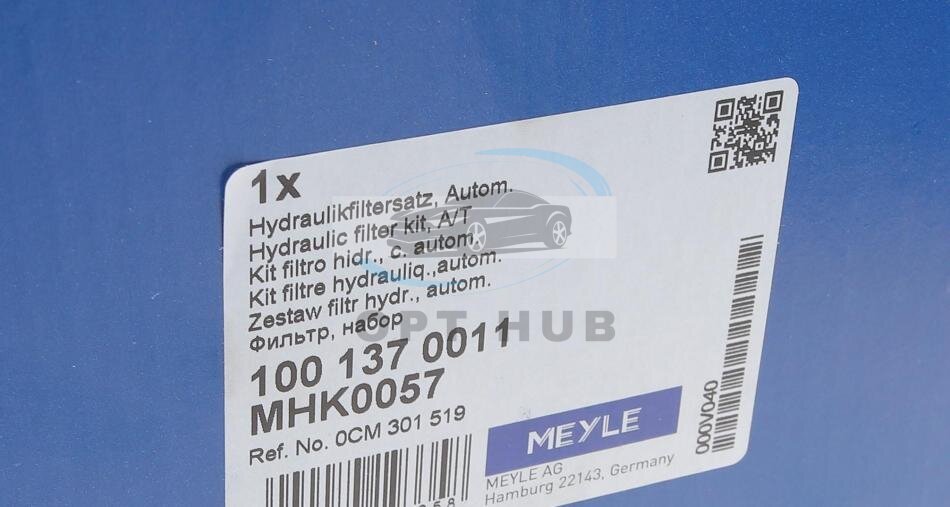 1x
Hydraulikfiltersatz, Autom.
Hydraulic filter kit, A/T
Kit filtro hidr., c. autom.
Kit filtre hydrauliq.,autom.
Zestaw filtr hydr., autom.
Фильтр, набор
OPT HUB
100 137 0011
MHK0057
Ref. No. 0CM 301 519
MEYLE
MEYLE AG
Hamburg 22143, Germany
000V040